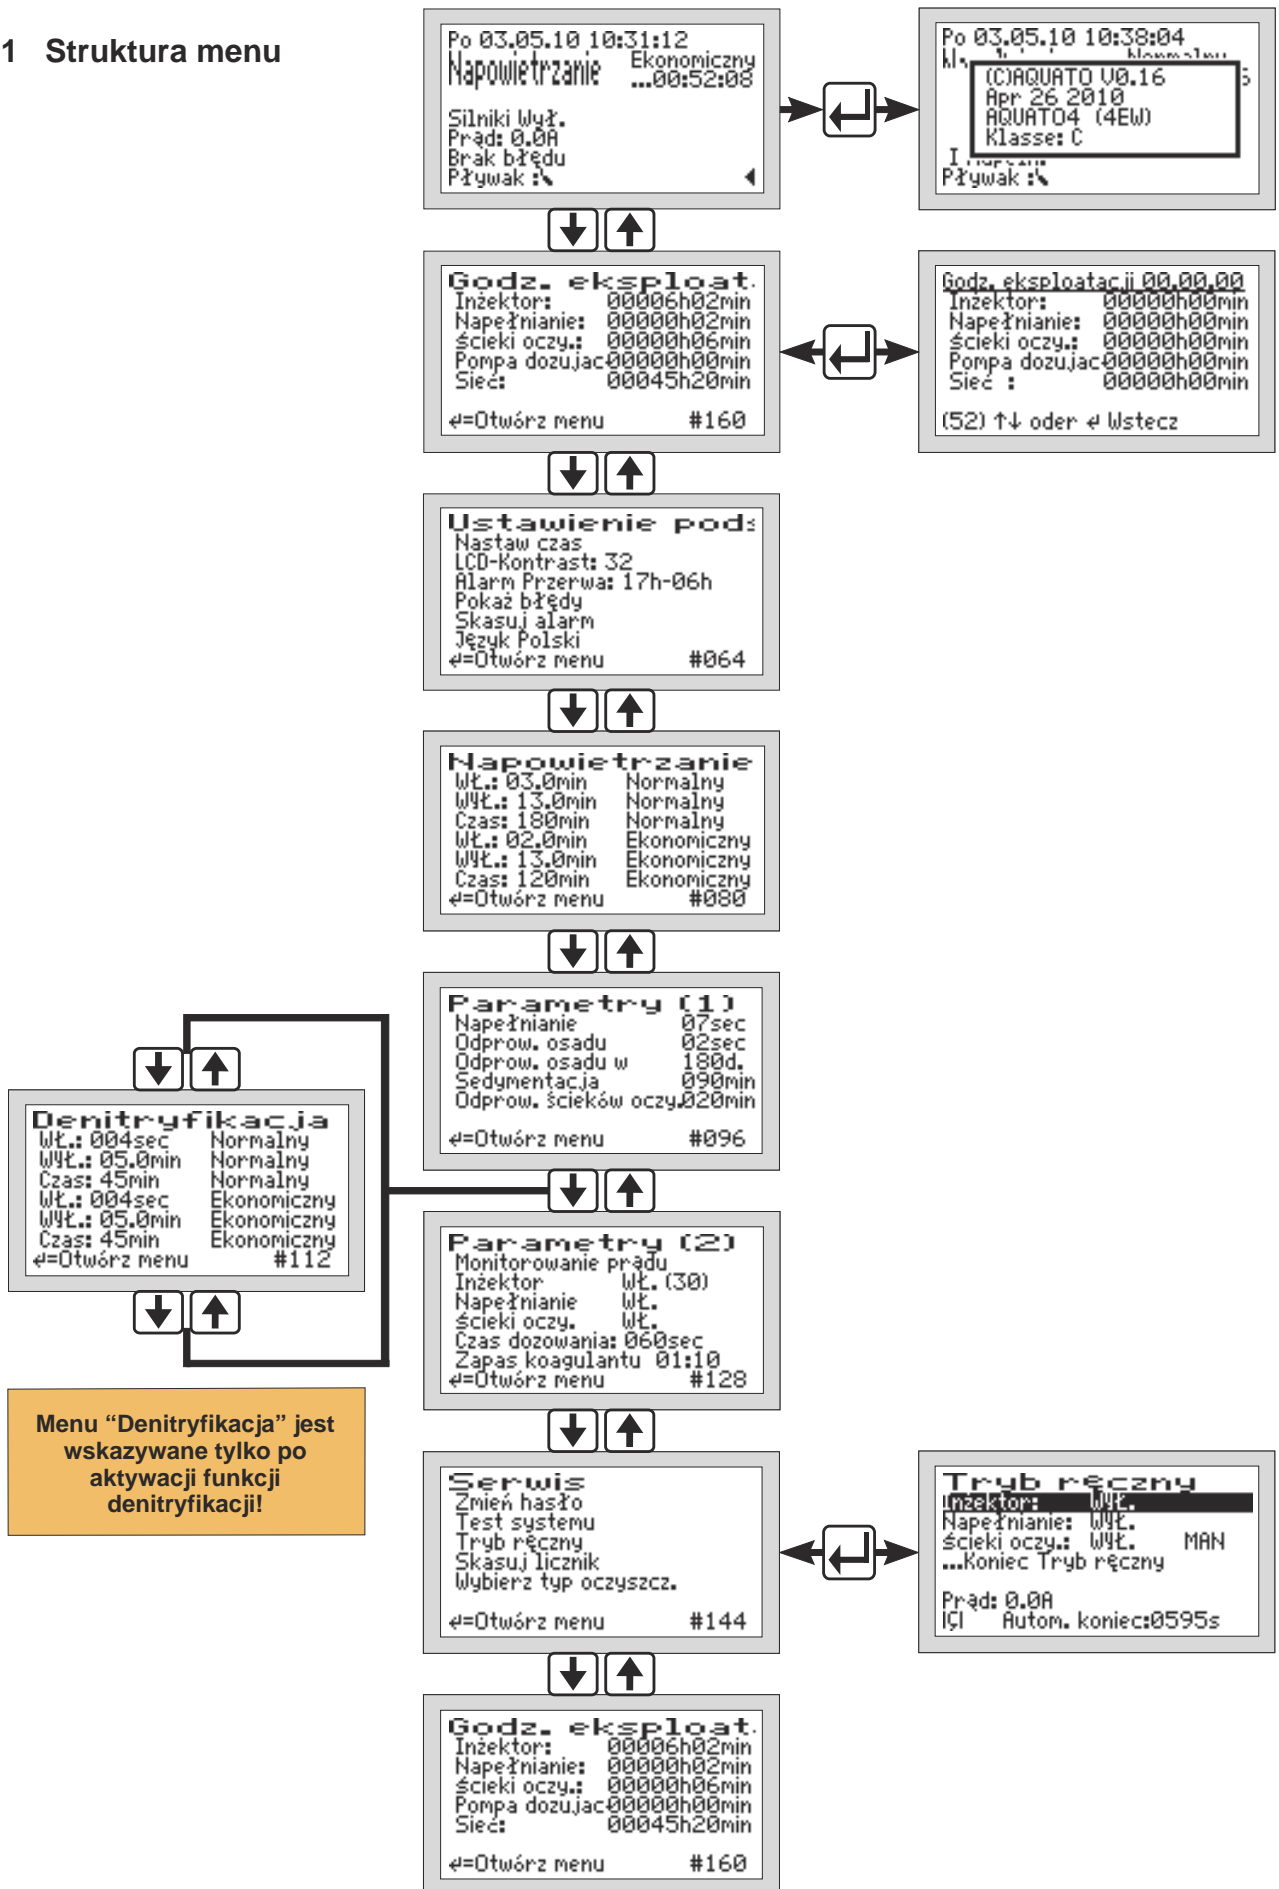 1 Struktura menu
Po 03.05.10 10:31:12
Napowietrzanie Ekonomiczny
...00:52:08
Silniki Wył.
Prąd: 0.0A
Brak błędu
Pływak :
Po 03.05.10 10:38:04
(C)AQUATO V0.16
Apr 26 2010
AQUATO4 (4EW)
Klasse: C
Pływak :
Godz. eksploat.
Inżektor: 00006h02min
Napełnianie: 00000h02min
ścieki oczy.: 00000h06min
Pompa dozujac 00000h00min
Sieć: 00045h20min
↵=Otwórz menu #160
Godz. eksploatacji 00.00.00
Inżektor: 00000h00min
Napełnianie: 00000h00min
ścieki oczy.: 00000h00min
Pompa dozujac 00000h00min
Sieć : 00000h00min
(52) ↑↓ oder ↵ Wstecz
Ustawienie pods
Nastaw czas
LCD-Kontrast: 32
Alarm Przerwa: 17h-06h
Pokaż błędy
Skasuj alarm
Język Polski
↵=Otwórz menu #064
Napowietrzanie
Wł.: 03.0min Normalny
WYŁ.: 13.0min Normalny
Czas: 180min Normalny
Wł.: 02.0min Ekonomiczny
WYŁ.: 13.0min Ekonomiczny
Czas: 120min Ekonomiczny
↵=Otwórz menu #080
Parametry (1)
Napełnianie 07sec
Odprow. osadu 02sec
Odprow. osadu w 180d.
Sedymentacja 090min
Odprow. ścieków oczy.020min
↵=Otwórz menu #096
Denitryfikacja
WŁ.: 004sec Normalny
WYŁ.: 05.0min Normalny
Czas: 45min Normalny
WŁ.: 004sec Ekonomiczny
WYŁ.: 05.0min Ekonomiczny
Czas: 45min Ekonomiczny
↵=Otwórz menu #112
Menu “Denitryfikacja” jest
wskazywane tylko po
aktywacji funkcji
denitryfikacji!
Parametry (2)
Monitorowanie prądu
Inżektor WŁ. (30)
Napełnianie WŁ.
ścieki oczy. WŁ.
Czas dozowania: 060sec
Zapas koagulantu 01:10
↵=Otwórz menu #128
Serwis
Zmień hasło
Test systemu
Tryb ręczny
Skasuj licznik
Wybierz typ oczyszcz.
↵=Otwórz menu #144
Tryb ręczny
Inżektor: WYŁ.
Napełnianie: WYŁ.
ścieki oczy.: WYŁ. MAN
...Koniec Tryb ręczny
Prąd: 0.0A
Autom. koniec:0595s
Godz. eksploat.
Inżektor: 00006h02min
Napełnianie: 00000h02min
ścieki oczy.: 00000h06min
Pompa dozujac 00000h00min
Sieć: 00045h20min
↵=Otwórz menu #160